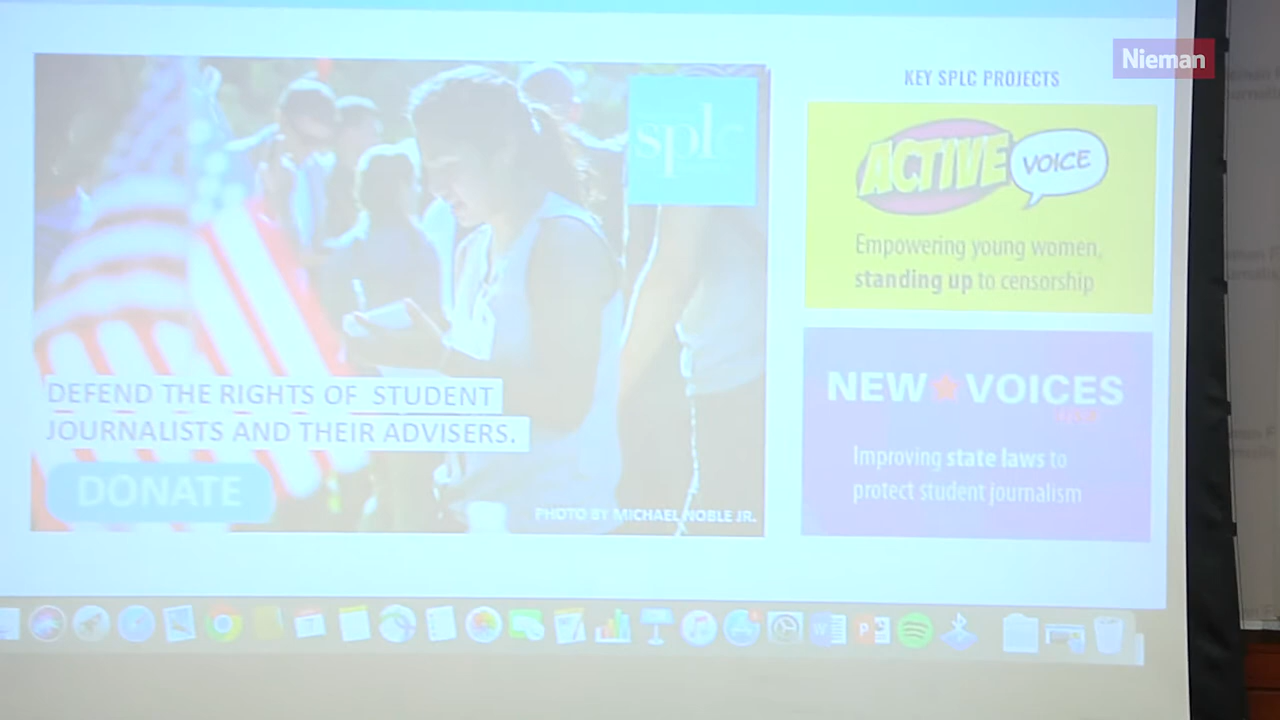 Nieman
KEY SPLC PROJECTS
splc
ACTIVE
VOICE
Empowering young women,
standing up to censorship
DEFEND THE RIGHTS OF STUDENT
JOURNALISTS AND THEIR ADVISERS.
DONATE
PHOTO BY MICHAEL NOBLE JR.
NEW VOICES
Improving state laws to
protect student journalism